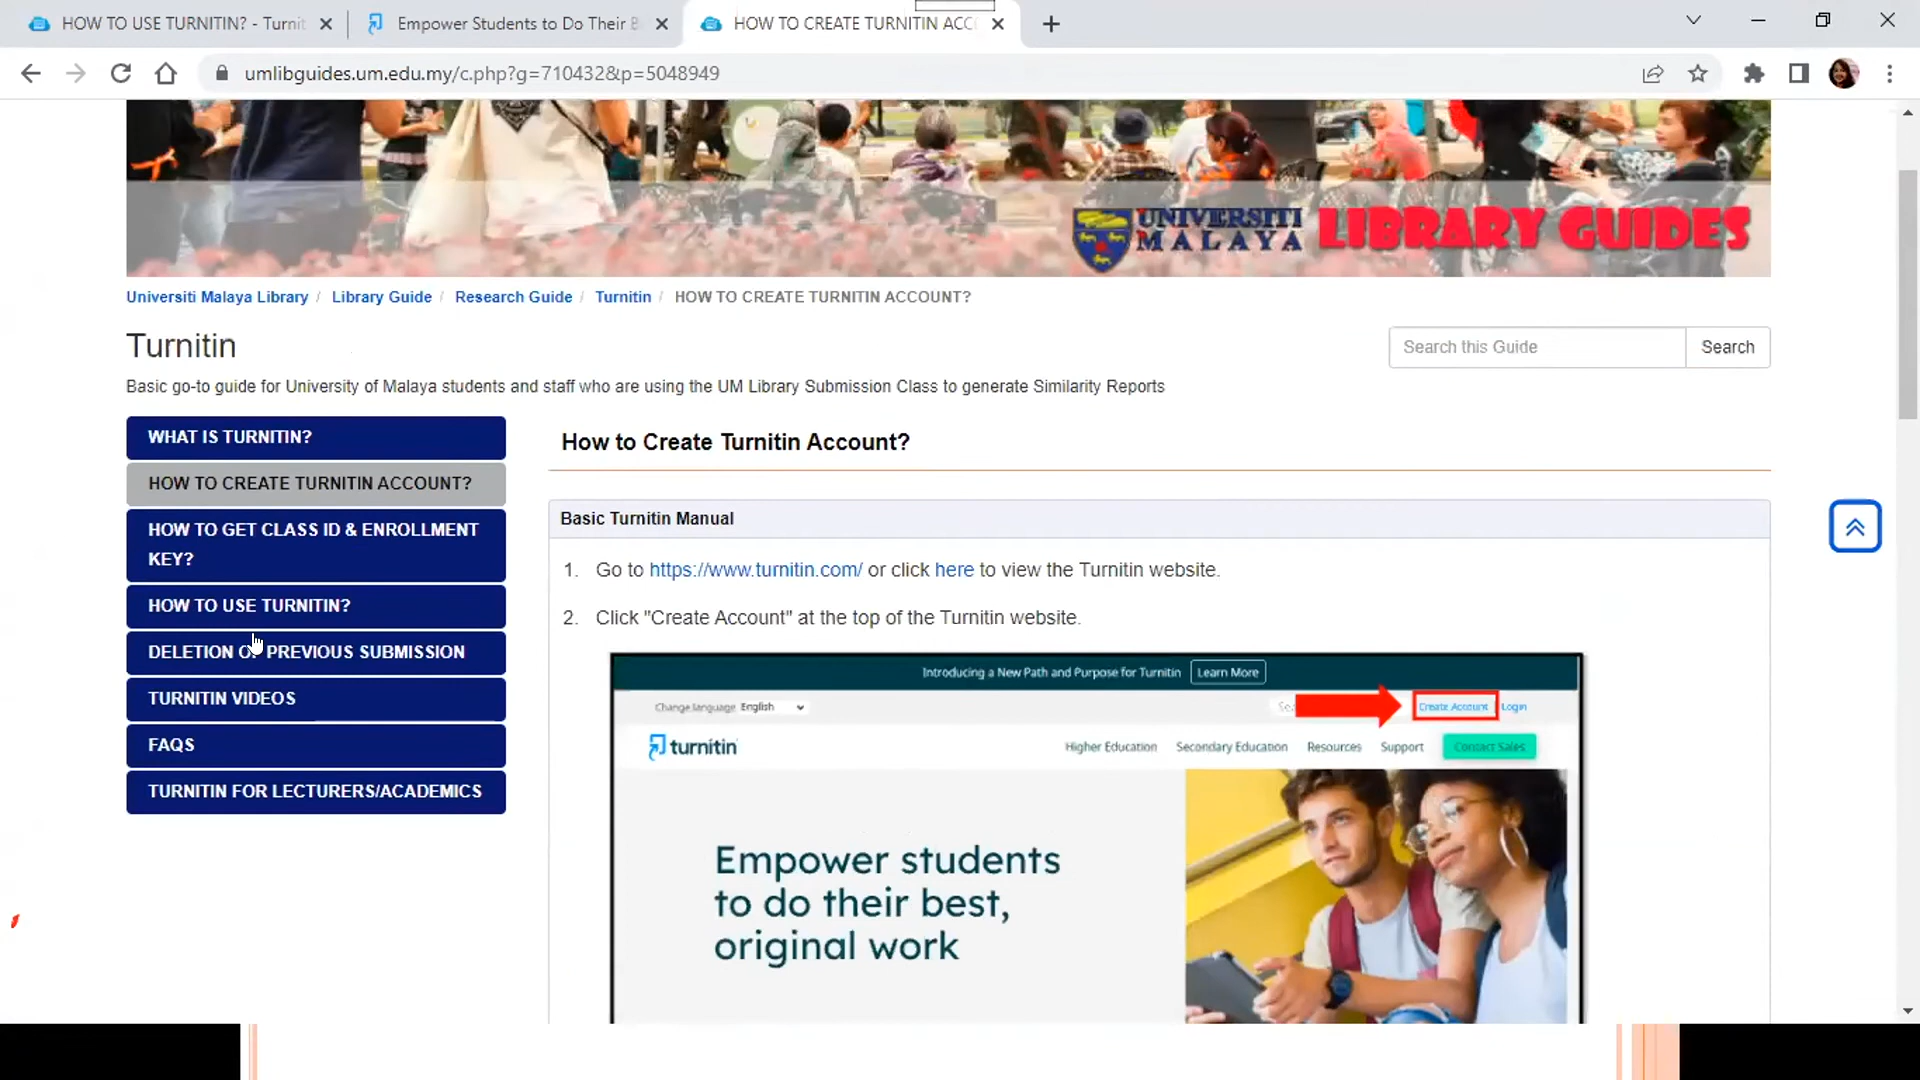 HOW TO USE TURNITIN? - Turnit
Empower Students to Do Their B
HOW TO CREATE TURNITIN ACC
umlibguides.um.edu.my/c.php?g=710432&p=5048949
UNIVERSITI
MALAYA
LIBRARY GUIDES
Universiti Malaya Library / Library Guide / Research Guide / Turnitin / HOW TO CREATE TURNITIN ACCOUNT?
Turnitin
Search this Guide
Search
Basic go-to guide for University of Malaya students and staff who are using the UM Library Submission Class to generate Similarity Reports
WHAT IS TURNITIN?
HOW TO CREATE TURNITIN ACCOUNT?
HOW TO GET CLASS ID & ENROLLMENT
KEY?
HOW TO USE TURNITIN?
DELETION OF PREVIOUS SUBMISSION
TURNITIN VIDEOS
FAQS
TURNITIN FOR LECTURERS/ACADEMICS
How to Create Turnitin Account?
Basic Turnitin Manual
1. Go to https://www.turnitin.com/ or click here to view the Turnitin website.
2. Click "Create Account" at the top of the Turnitin website.
Introducing a New Path and Purpose for Turnitin
Learn More
Change language English
Create Account
Login
turnitin
Higher Education
Secondary Education
Resources
Support
Contact Sales
Empower students
to do their best,
original work